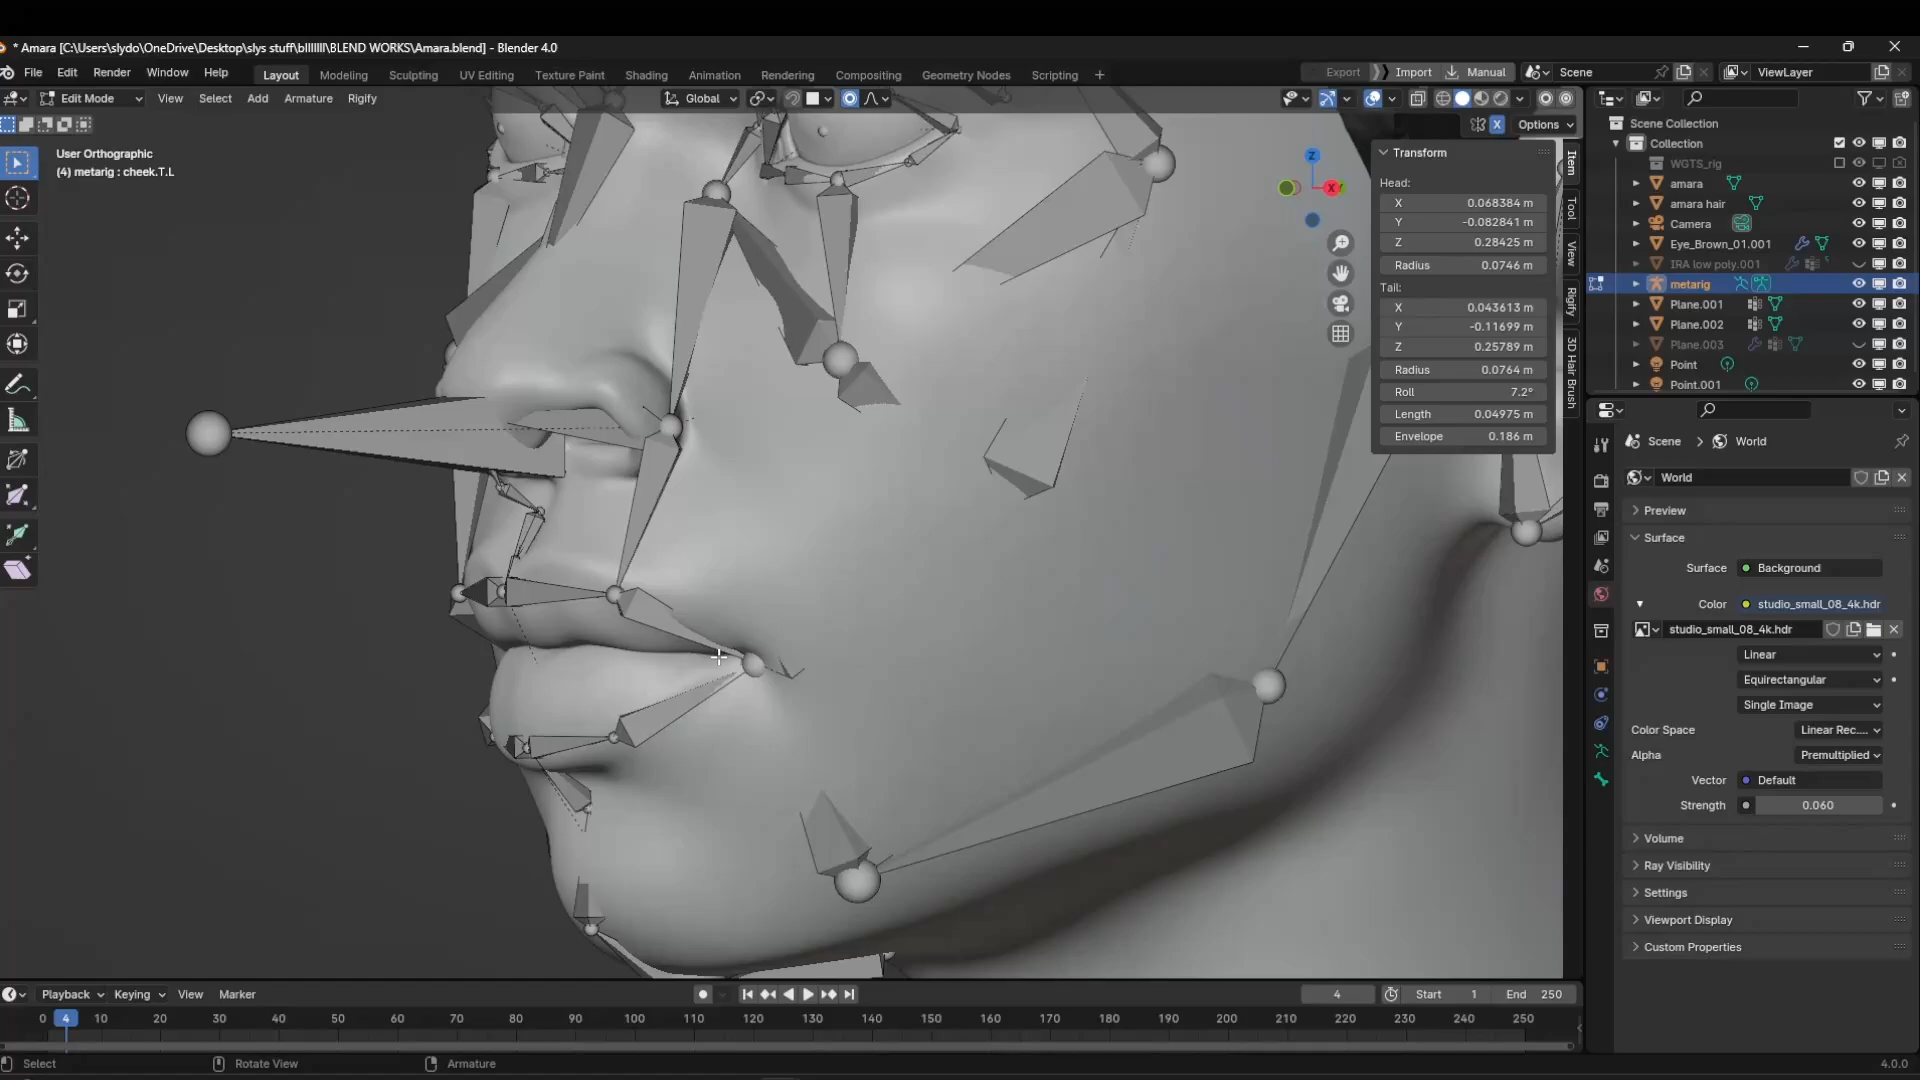 * Amara [C:\Users\slydo\OneDrive\Desktop\slys stuff\bllllllI\BLEND WORKS\Amara.blend] - Blender 4.0
File Edit Render Window Help Layout Modeling Sculpting UV Editing Texture Paint Shading Animation Rendering Compositing Geometry Nodes Scripting + Export Import Manual Scene ViewLayer
Edit Mode View Select Add Armature Rigify Global
X Options
User Orthographic
(4) metarig : cheek.T.L
Z
X
Transform
Head:
X 0.068384 m
Y -0.082841 m
Z 0.28425 m
Radius 0.0746 m
Tail:
X 0.043613 m
Y -0.11699 m
Z 0.25789 m
Radius 0.0764 m
Roll 7.2°
Length 0.04975 m
Envelope 0.186 m
Item
Tool
View
Rigify
3D Hair Brush
Scene Collection
Collection
WGTS_rig
amara
amara hair
Camera
Eye_Brown_01.001
IRA low poly.001
metarig
Plane.001
Plane.002
Plane.003
Point
Point.001
Scene > World
World
Preview
Surface
Surface Background
Color studio_small_08_4k.hdr
studio_small_08_4k.hdr
Linear
Equirectangular
Single Image
Color Space Linear Rec....
Alpha Premultiplied
Vector Default
Strength 0.060
Volume
Ray Visibility
Settings
Viewport Display
Custom Properties
Playback Keying View Marker 4 Start 1 End 250
0 4 10 20 30 40 50 60 70 80 90 100 110 120 130 140 150 160 170 180 190 200 210 220 230 240 250
Select Rotate View Armature 4.0.0